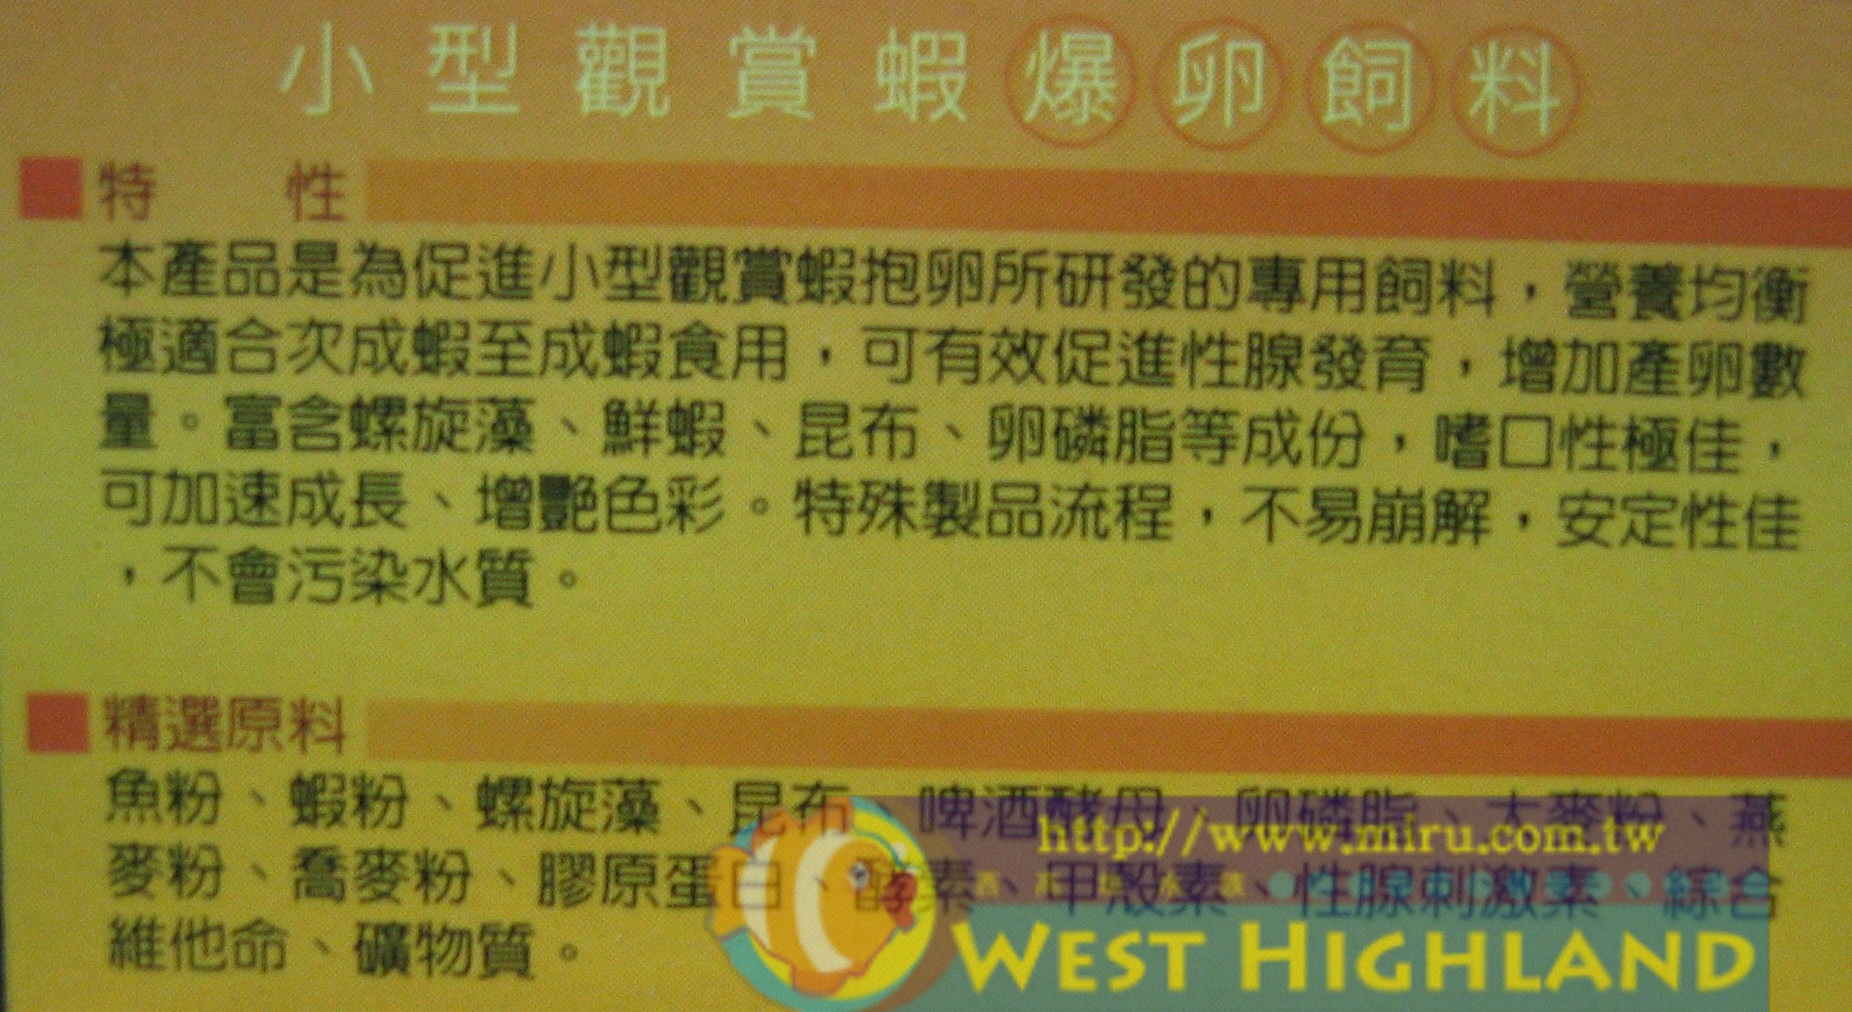 小型觀賞蝦爆卵飼料
特 性
本產品是為促進小型觀賞蝦抱卵所研發的專用飼料，營養均衡
極適合次成蝦至成蝦食用，可有效促進性腺發育，增加產卵數
量。富含螺旋藻、鮮蝦、昆布、卵磷脂等成份，嗜口性極佳，
可加速成長、增艷色彩。特殊製品流程，不易崩解，安定性佳
，不會污染水質。
精選原料
魚粉、蝦粉、螺旋藻、昆布、啤酒酵母、卵磷脂、大麥粉、燕
麥粉、喬麥粉、膠原蛋白、酵素、甲殼素、性腺刺激素、綜合
維他命、礦物質。
http://www.miru.com.tw
WEST HIGHLAND